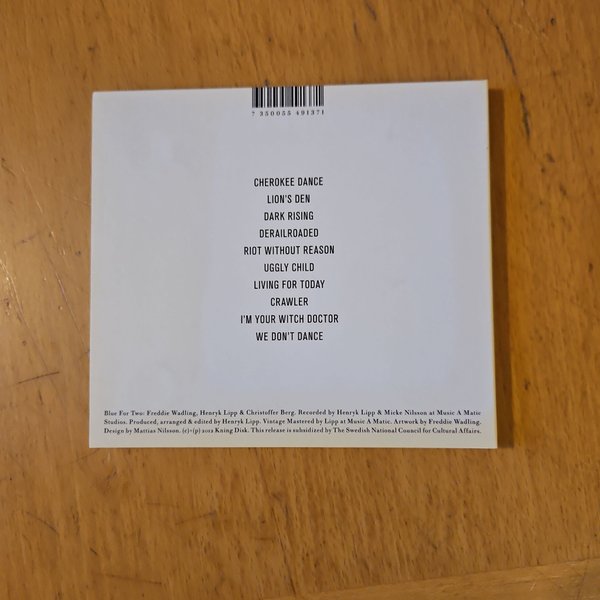 7 350055 491371
CHEROKEE DANCE
LION'S DEN
DARK RISING
DERAILROADED
RIOT WITHOUT REASON
UGGLY CHILD
LIVING FOR TODAY
CRAWLER
I'M YOUR WITCH DOCTOR
WE DON'T DANCE
Blue For Two: Freddie Wadling, Henryk Lipp & Christoffer Berg. Recorded by Henryk Lipp & Micke Nilsson at Music A Matic
Studios. Produced, arranged & edited by Henryk Lipp. Vintage Mastered by Lipp at Music A Matic. Artwork by Freddie Wadling.
Design by Mattias Nilsson. (c)+(p) 2012 Kning Disk. This release is subsidized by The Swedish National Council for Cultural Affairs.